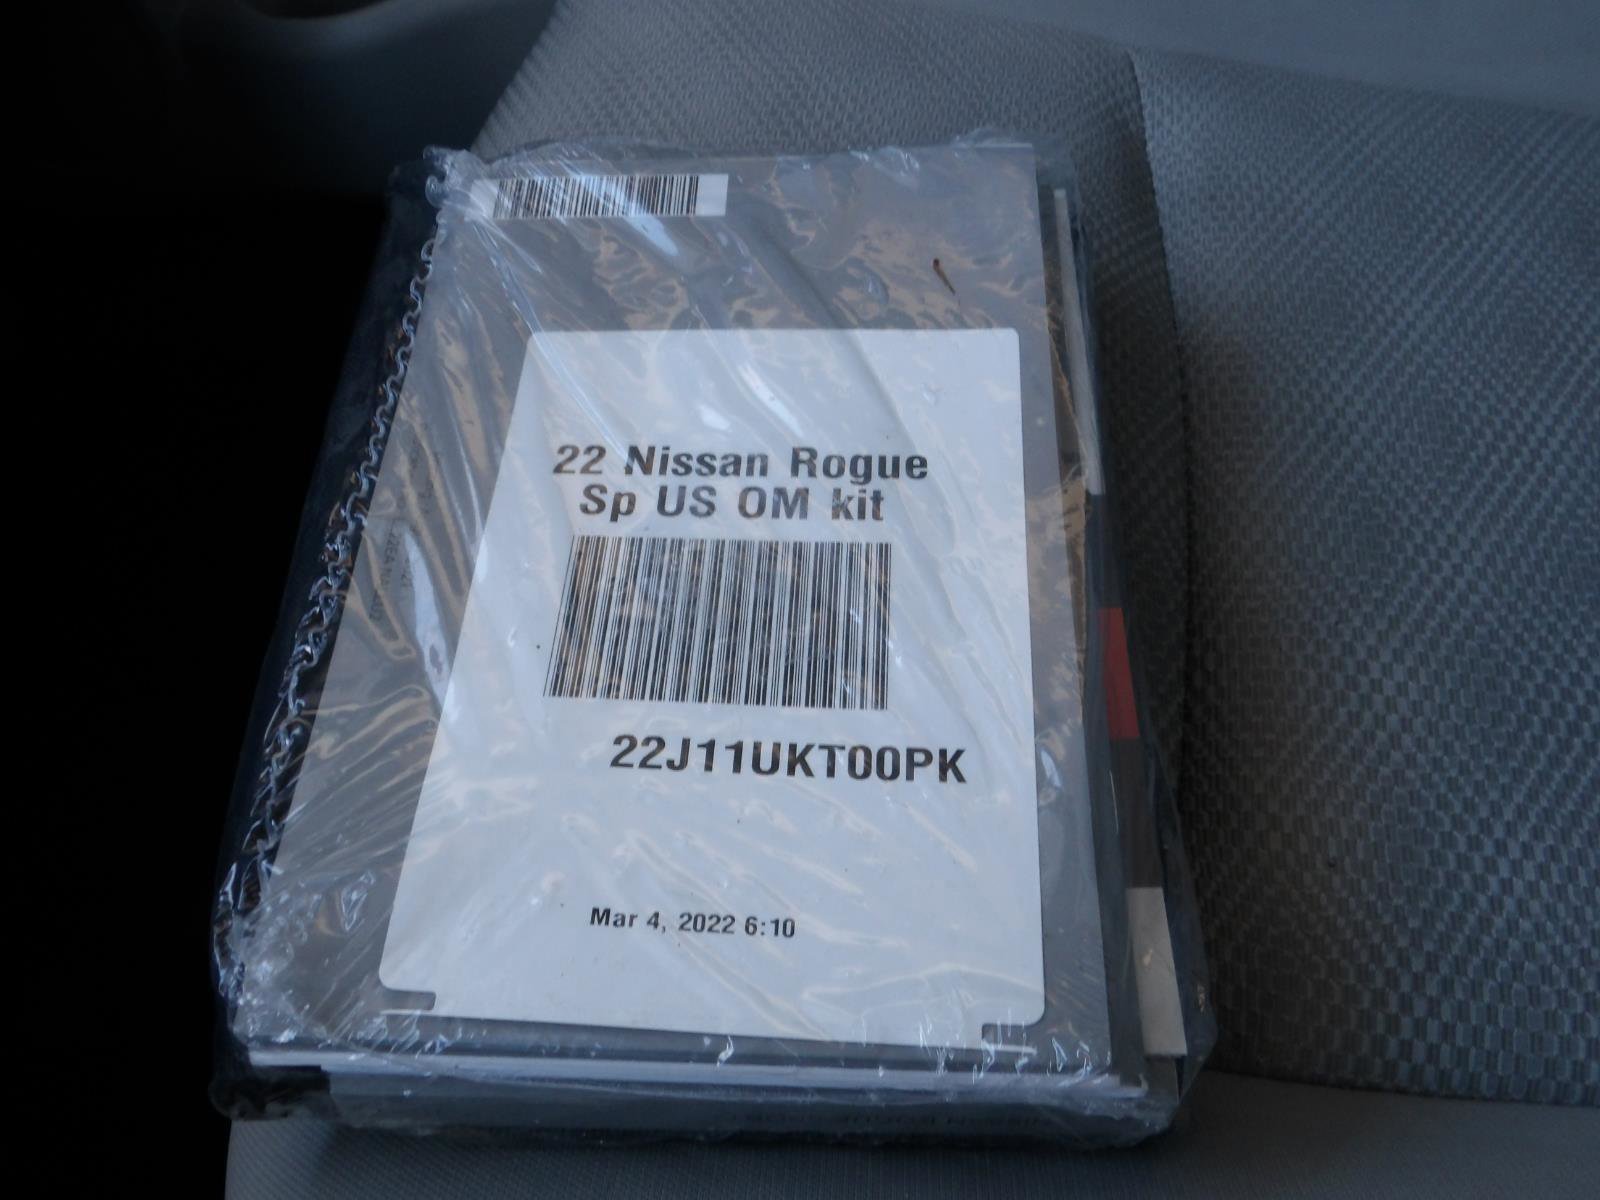 22 Nissan Rogue
Sp US OM kit
22J11UKT00PK
Mar 4, 2022 6:10